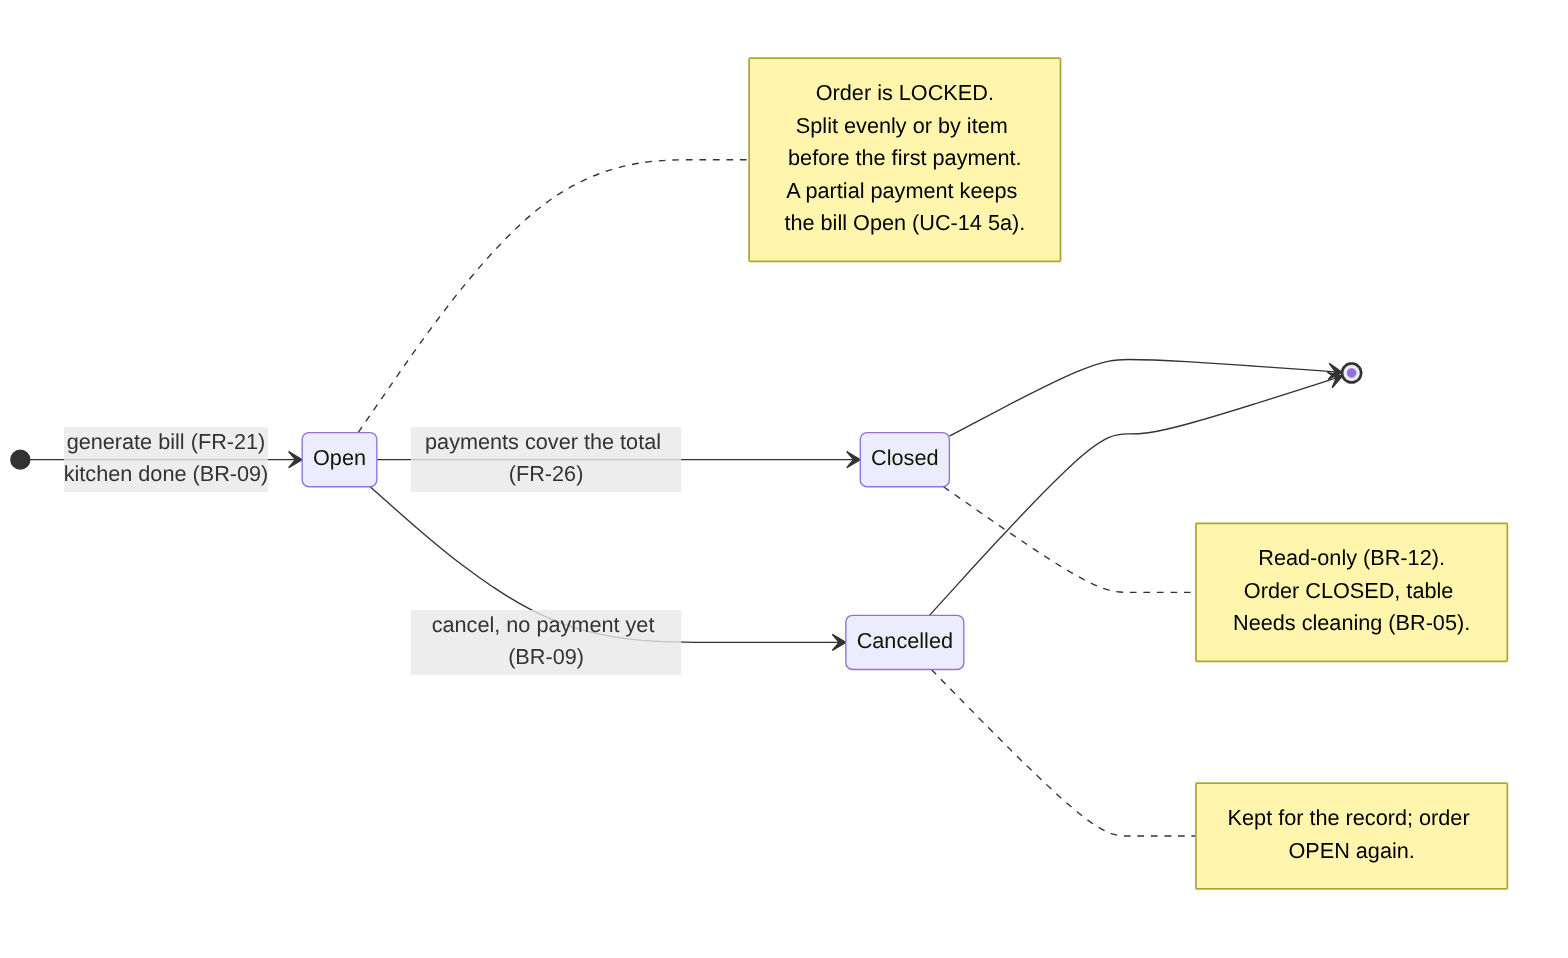 Order is LOCKED.
Split evenly or by item
before the first payment.
A partial payment keeps
the bill Open (UC-14 5a).
generate bill (FR-21)
kitchen done (BR-09)
Open
payments cover the total
(FR-26)
Closed
Read-only (BR-12).
Order CLOSED, table
Needs cleaning (BR-05).
cancel, no payment yet
(BR-09)
Cancelled
Kept for the record; order
OPEN again.